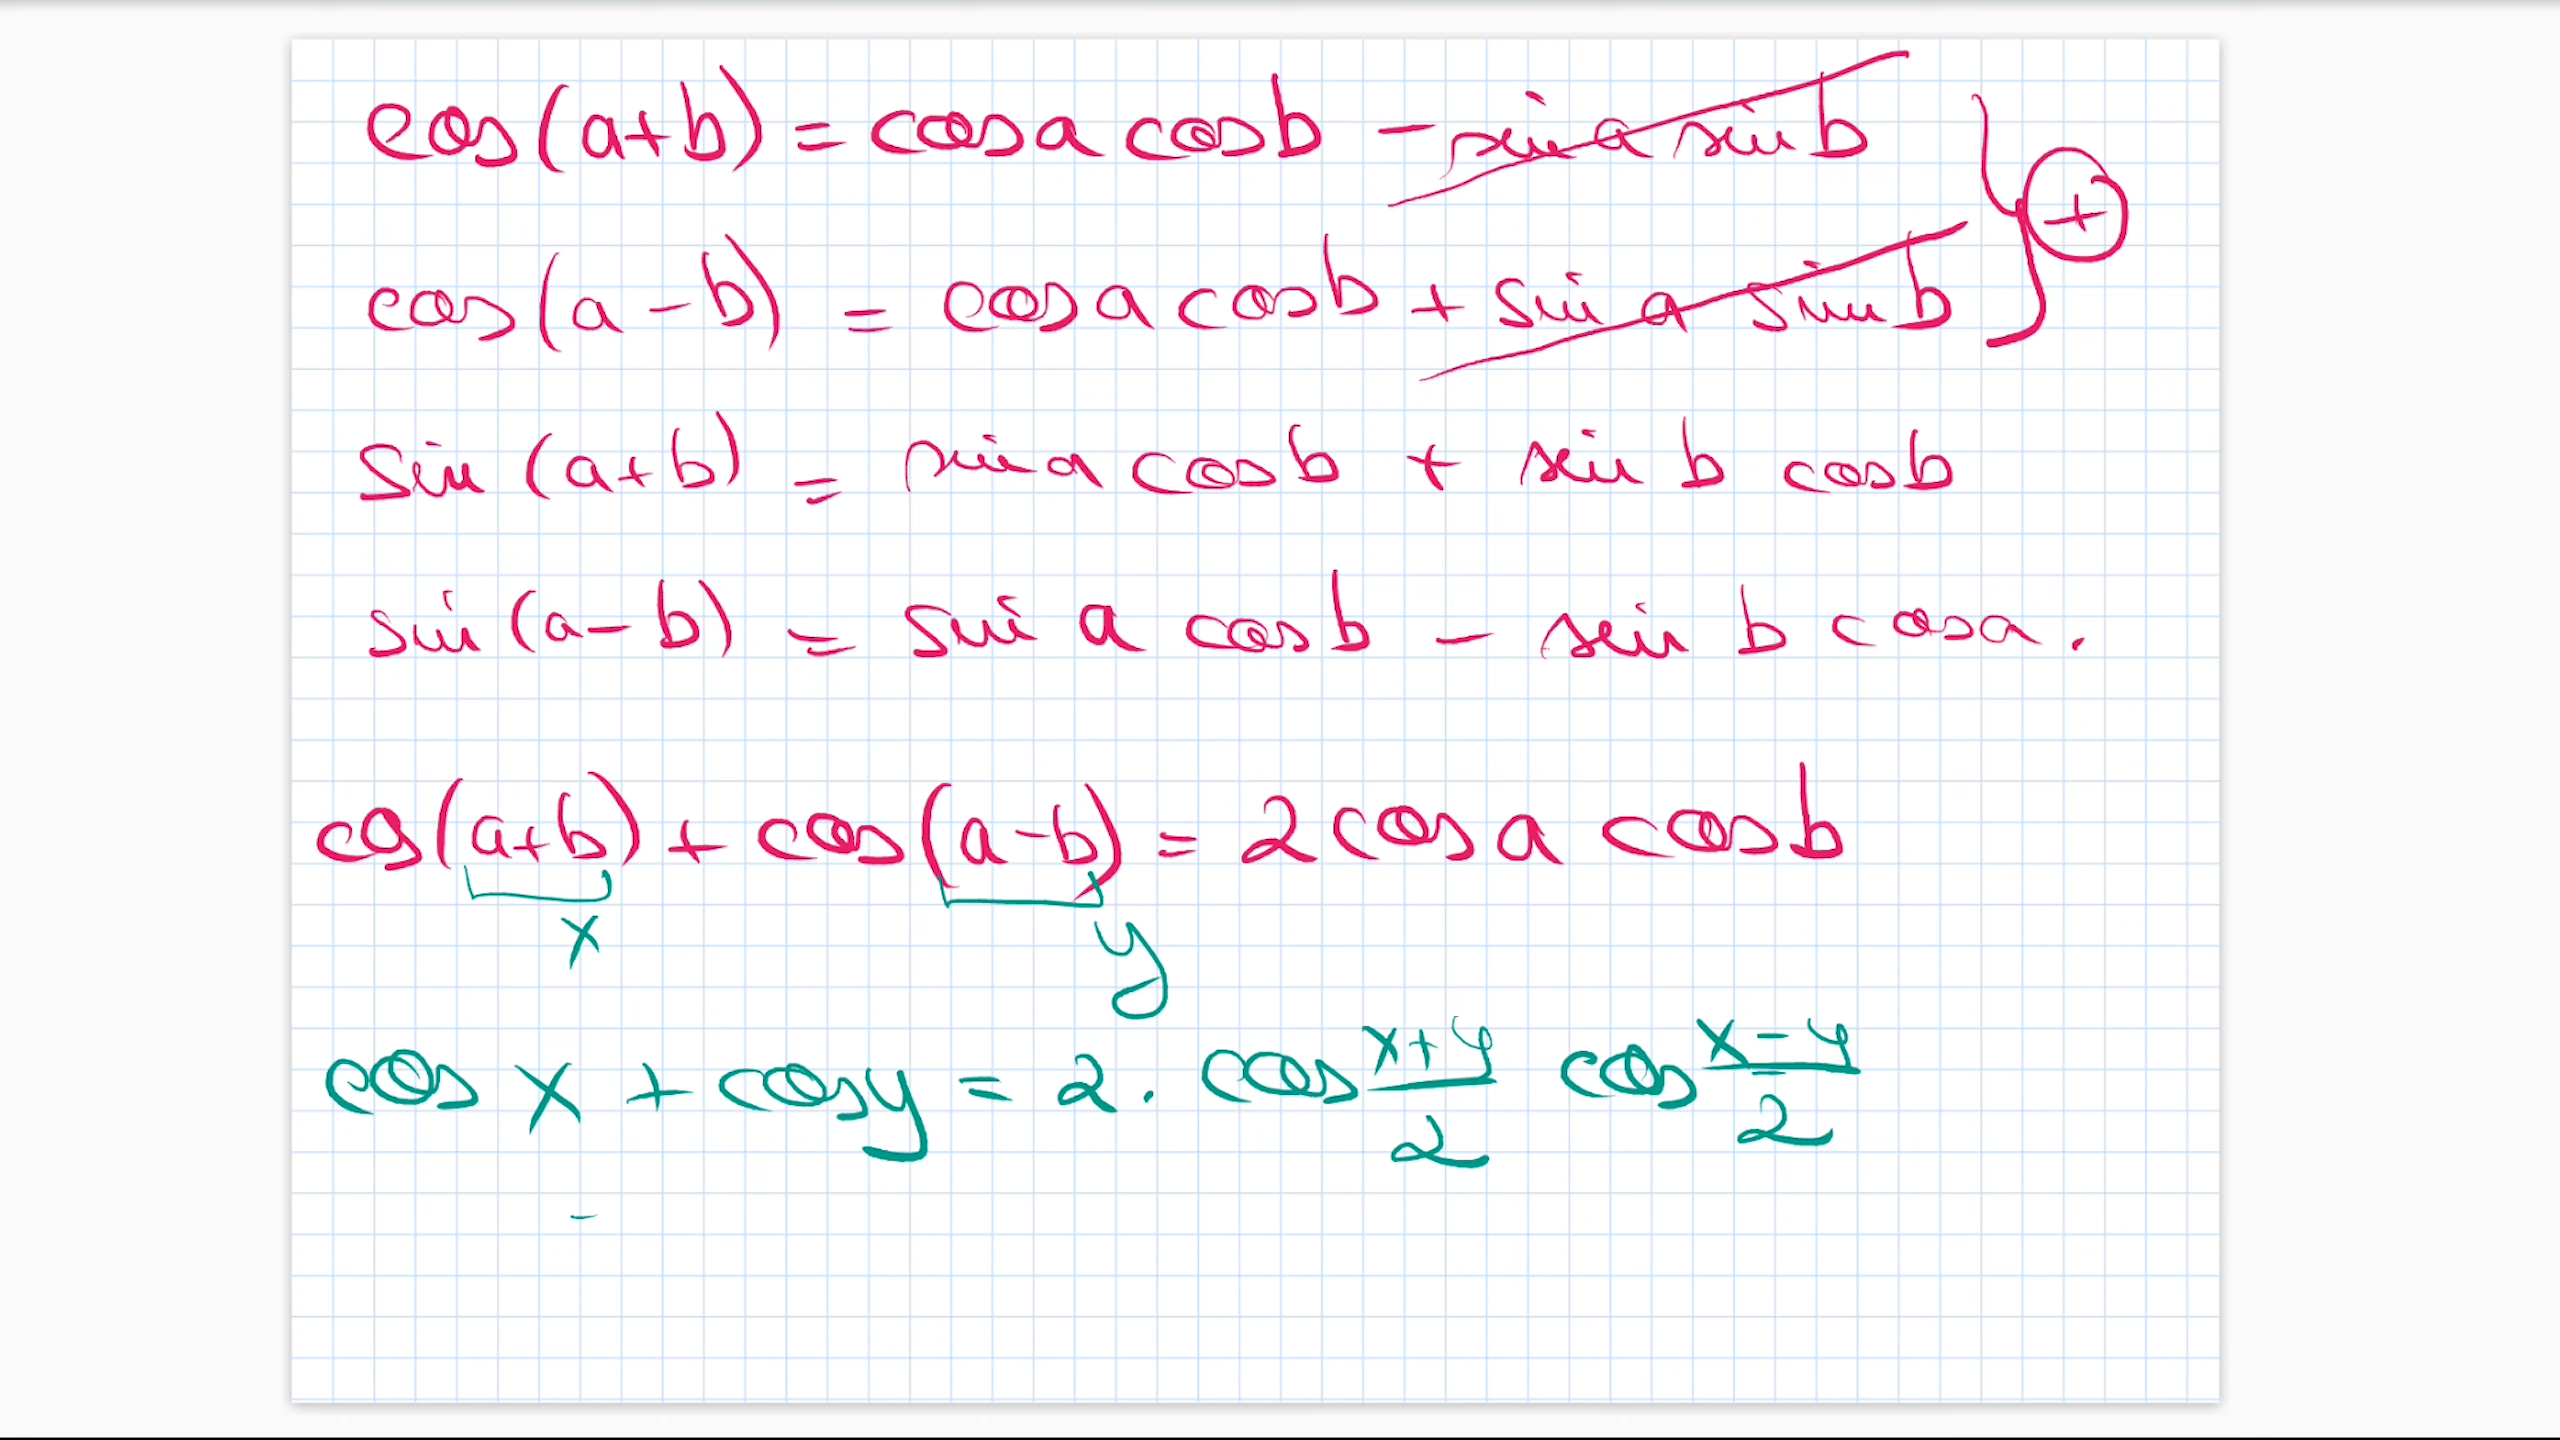 cos(a+b) = cos a cos b - sin a sin b
cos(a-b) = cos a cos b + sin a sin b
+
sin(a+b) = sin a cos b + sin b cos b
sin(a-b) = sin a cos b - sin b cos a.
cos(a+b) + cos(a-b) = 2 cos a cos b
x y
cos x + cos y = 2. cos x+y/2 cos x-y/2
-